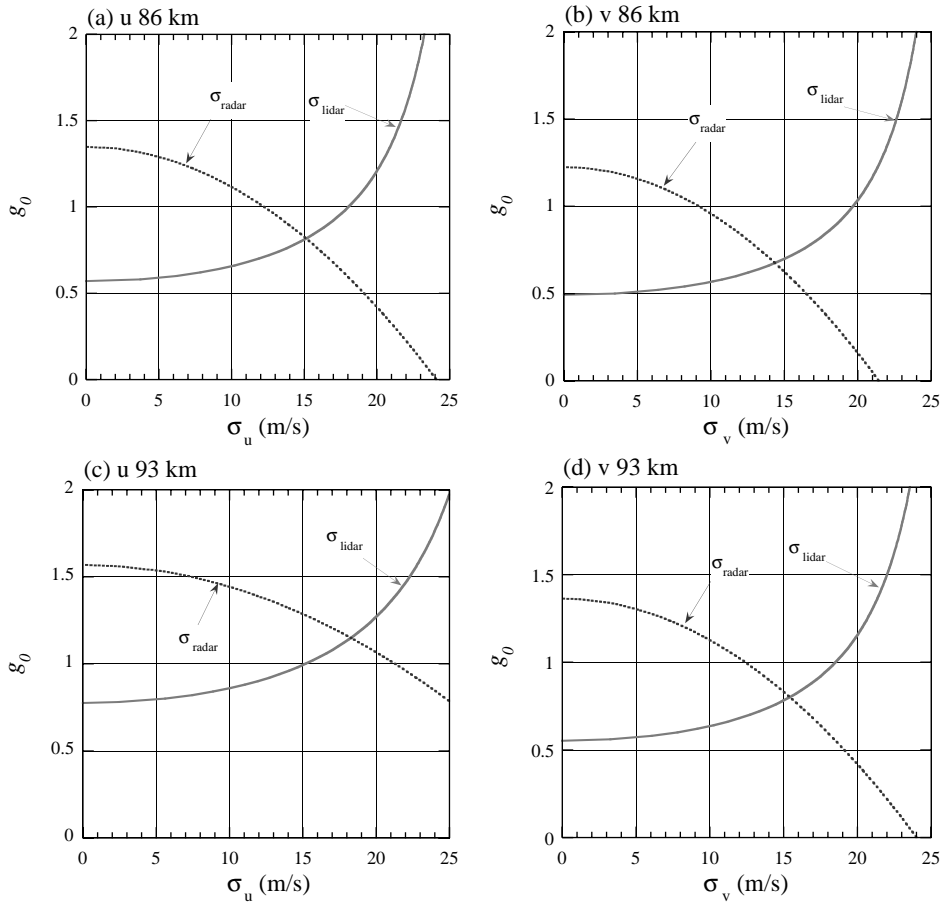 (a) u 86 km
2
1.5
1
0.5
0
g0
σradar
σlidar
0 5 10 15 20 25
σu (m/s)
(b) v 86 km
2
1.5
1
0.5
0
g0
σradar
σlidar
0 5 10 15 20 25
σv (m/s)
(c) u 93 km
2
1.5
1
0.5
0
g0
σradar
σlidar
0 5 10 15 20 25
σu (m/s)
(d) v 93 km
2
1.5
1
0.5
0
g0
σradar
σlidar
0 5 10 15 20 25
σv (m/s)